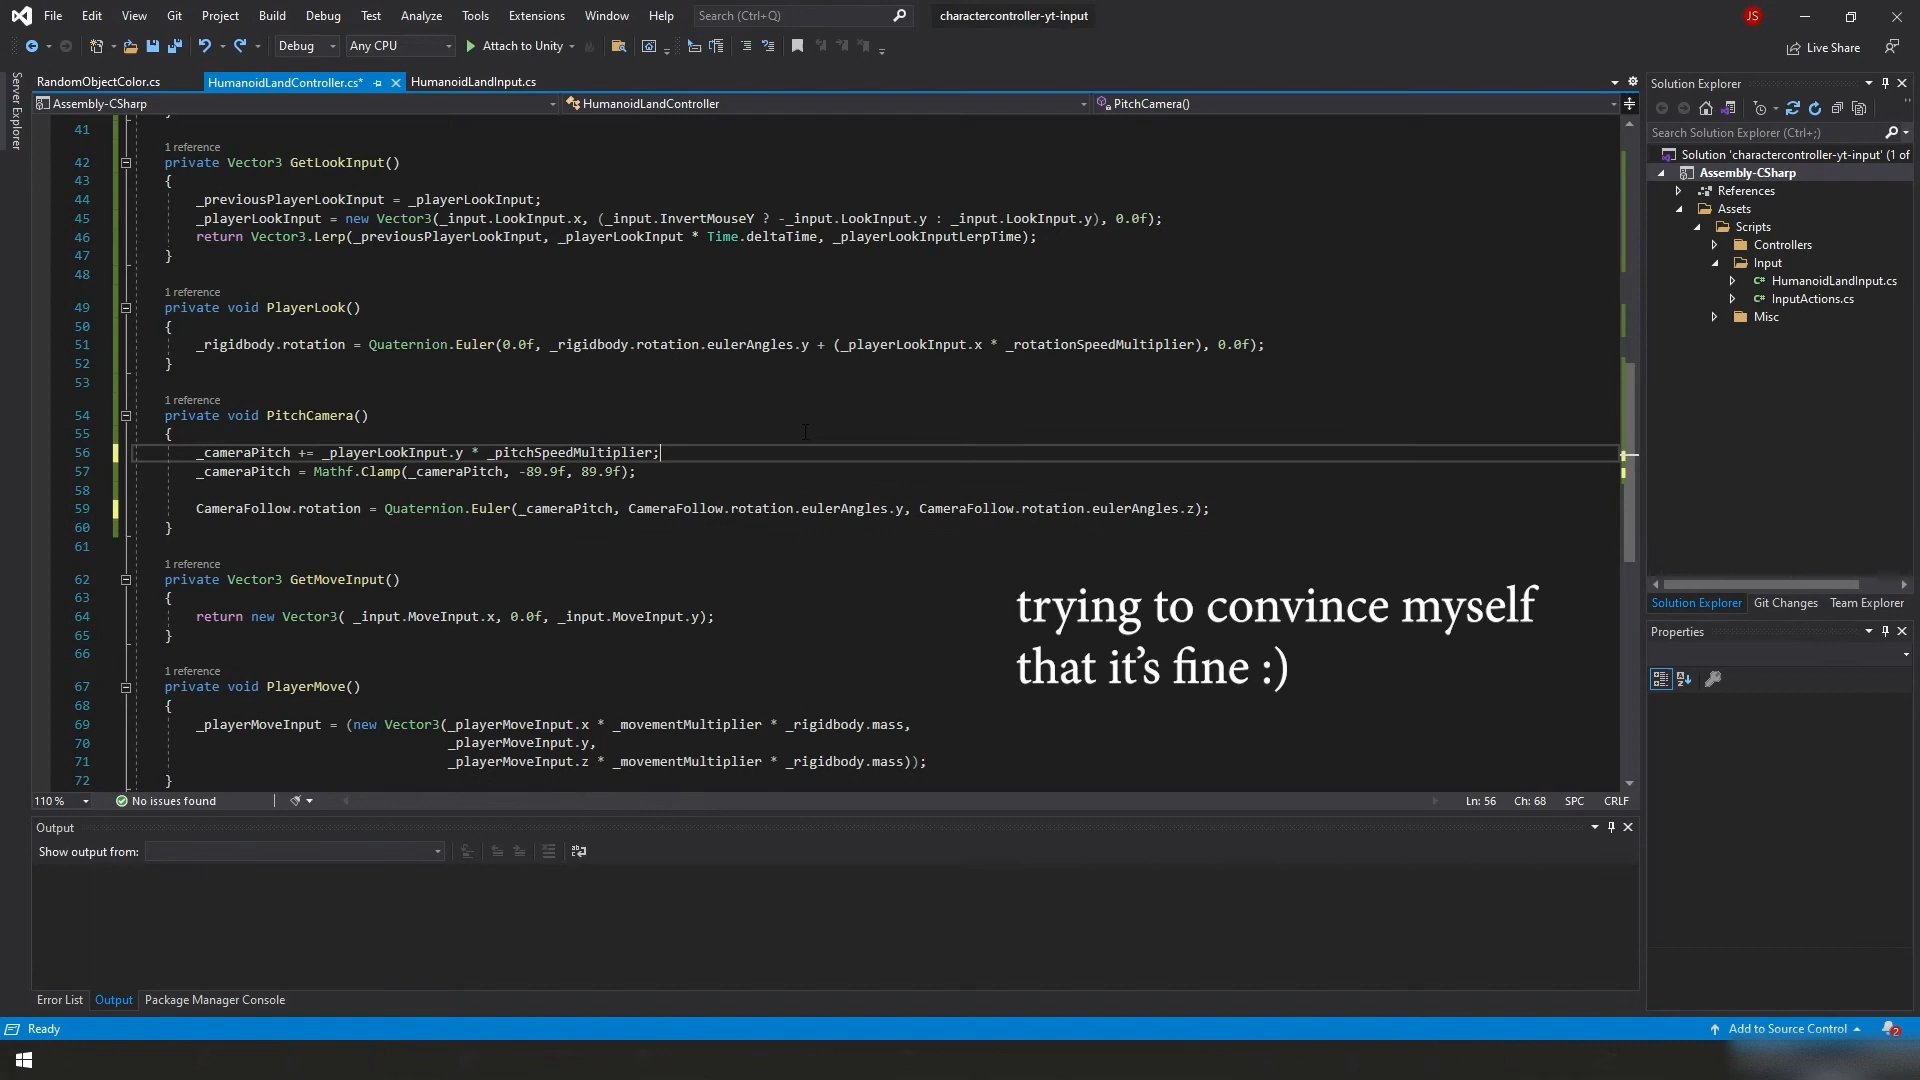 File Edit View Git Project Build Debug Test Analyze Tools Extensions Window Help Search (Ctrl+Q) charactercontroller-yt-input JS
Debug Any CPU Attach to Unity Live Share
Server Explorer
RandomObjectColor.cs HumanoidLandController.cs* HumanoidLandInput.cs
Assembly-CSharp HumanoidLandController PitchCamera()
41
1 reference
42 private Vector3 GetLookInput()
43 {
44 _previousPlayerLookInput = _playerLookInput;
45 _playerLookInput = new Vector3(_input.LookInput.x, (_input.InvertMouseY ? -_input.LookInput.y : _input.LookInput.y), 0.0f);
46 return Vector3.Lerp(_previousPlayerLookInput, _playerLookInput * Time.deltaTime, _playerLookInputLerpTime);
47 }
48
1 reference
49 private void PlayerLook()
50 {
51 _rigidbody.rotation = Quaternion.Euler(0.0f, _rigidbody.rotation.eulerAngles.y + (_playerLookInput.x * _rotationSpeedMultiplier), 0.0f);
52 }
53
1 reference
54 private void PitchCamera()
55 {
56 _cameraPitch += _playerLookInput.y * _pitchSpeedMultiplier;
57 _cameraPitch = Mathf.Clamp(_cameraPitch, -89.9f, 89.9f);
58
59 CameraFollow.rotation = Quaternion.Euler(_cameraPitch, CameraFollow.rotation.eulerAngles.y, CameraFollow.rotation.eulerAngles.z);
60 }
61
1 reference
62 private Vector3 GetMoveInput()
63 {
64 return new Vector3( _input.MoveInput.x, 0.0f, _input.MoveInput.y);
65 }
66
1 reference
67 private void PlayerMove()
68 {
69 _playerMoveInput = (new Vector3(_playerMoveInput.x * _movementMultiplier * _rigidbody.mass,
70 _playerMoveInput.y,
71 _playerMoveInput.z * _movementMultiplier * _rigidbody.mass));
72 }
trying to convince myself
that it's fine :)
110 % No issues found Ln: 56 Ch: 68 SPC CRLF
Output
Show output from:
Error List Output Package Manager Console
Solution Explorer
Search Solution Explorer (Ctrl+;)
Solution 'charactercontroller-yt-input' (1 of
Assembly-CSharp
References
Assets
Scripts
Controllers
Input
HumanoidLandInput.cs
InputActions.cs
Misc
Solution Explorer Git Changes Team Explorer
Properties
Ready Add to Source Control 2